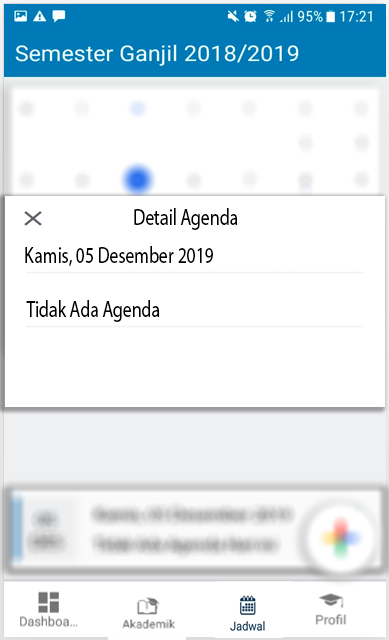 95% 17:21
Semester Ganjil 2018/2019
Detail Agenda
Kamis, 05 Desember 2019
Tidak Ada Agenda
Dashboa... Akademik Jadwal Profil